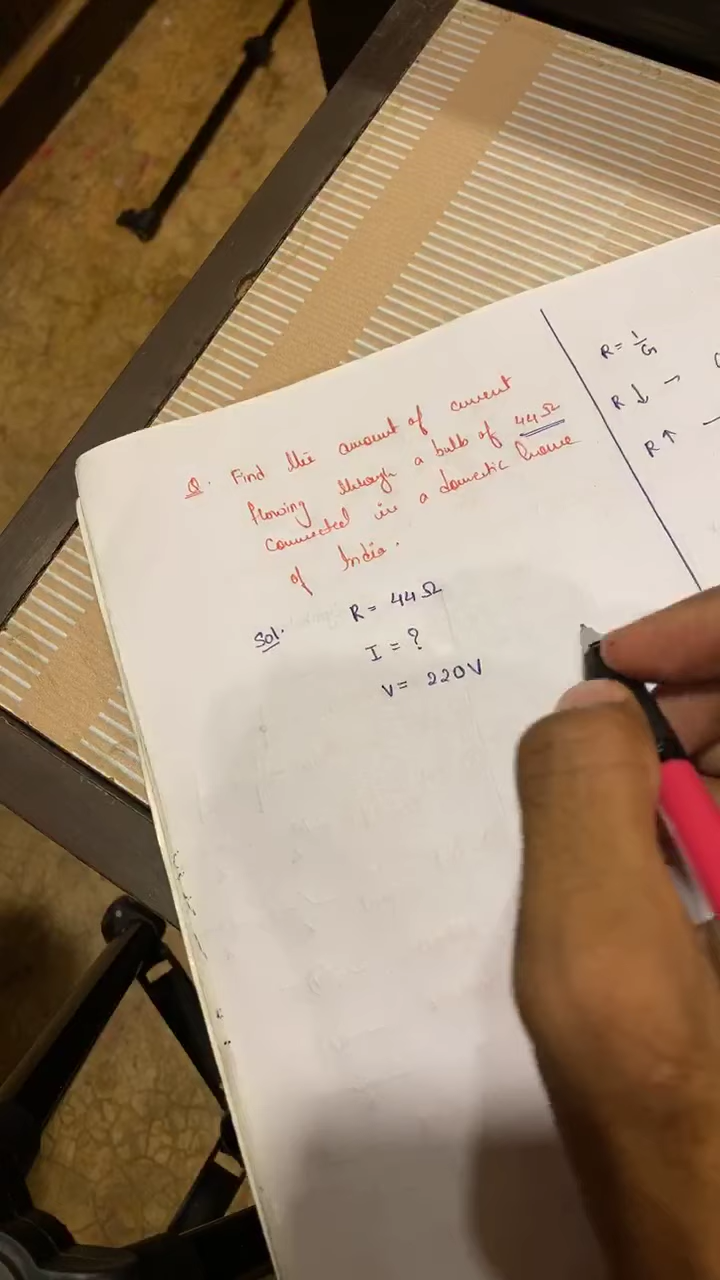 Q. Find the amount of current
flowing through a bulb of 44Ω
connected in a domestic house
of India.
Sol. R = 44Ω
I = ?
V = 220V
R = 1/G
R ↓ →
R ↑ —